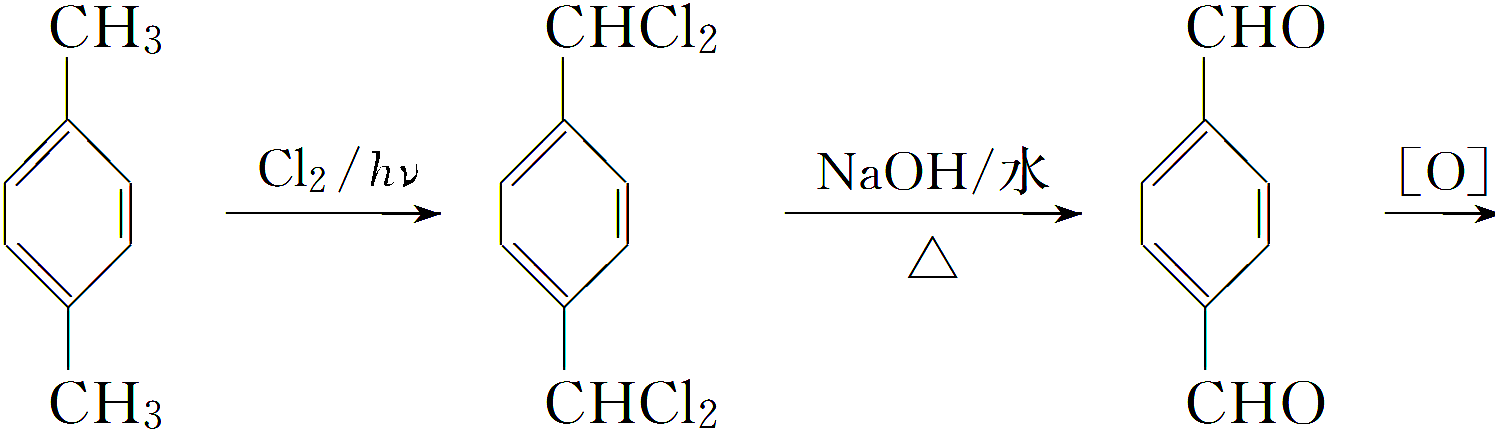 CH₃ CHCl₂ CHO
Cl₂/hν NaOH/水 [O]
△
CH₃ CHCl₂ CHO